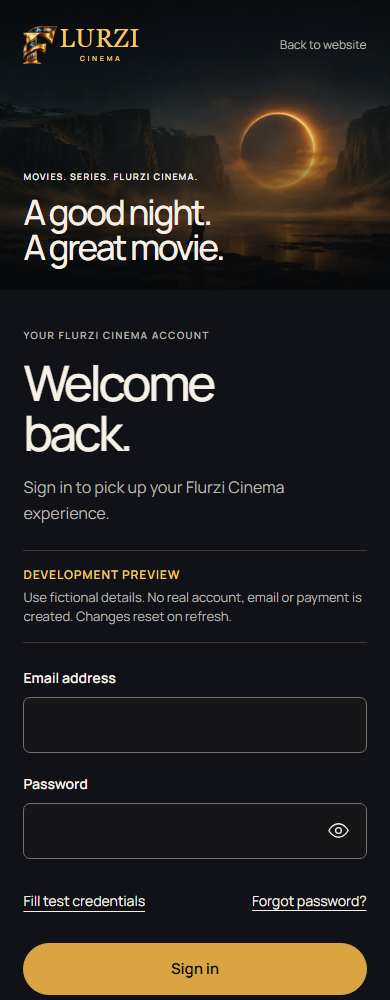 FLURZI
CINEMA
Back to website
MOVIES. SERIES. FLURZI CINEMA.
A good night.
A great movie.
YOUR FLURZI CINEMA ACCOUNT
Welcome
back.
Sign in to pick up your Flurzi Cinema
experience.
DEVELOPMENT PREVIEW
Use fictional details. No real account, email or payment is
created. Changes reset on refresh.
Email address
Password
Fill test credentials
Forgot password?
Sign in